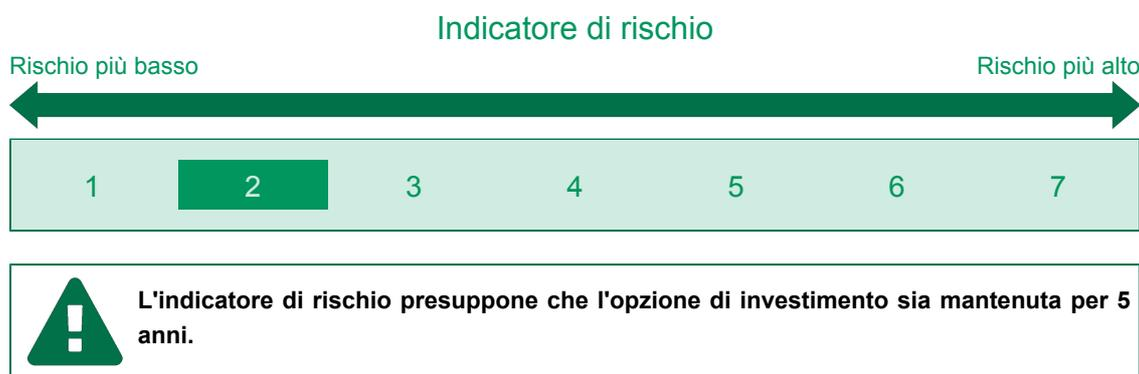 Indicatore di rischio
Rischio più basso Rischio più alto
1 2 3 4 5 6 7
L'indicatore di rischio presuppone che l'opzione di investimento sia mantenuta per 5
anni.